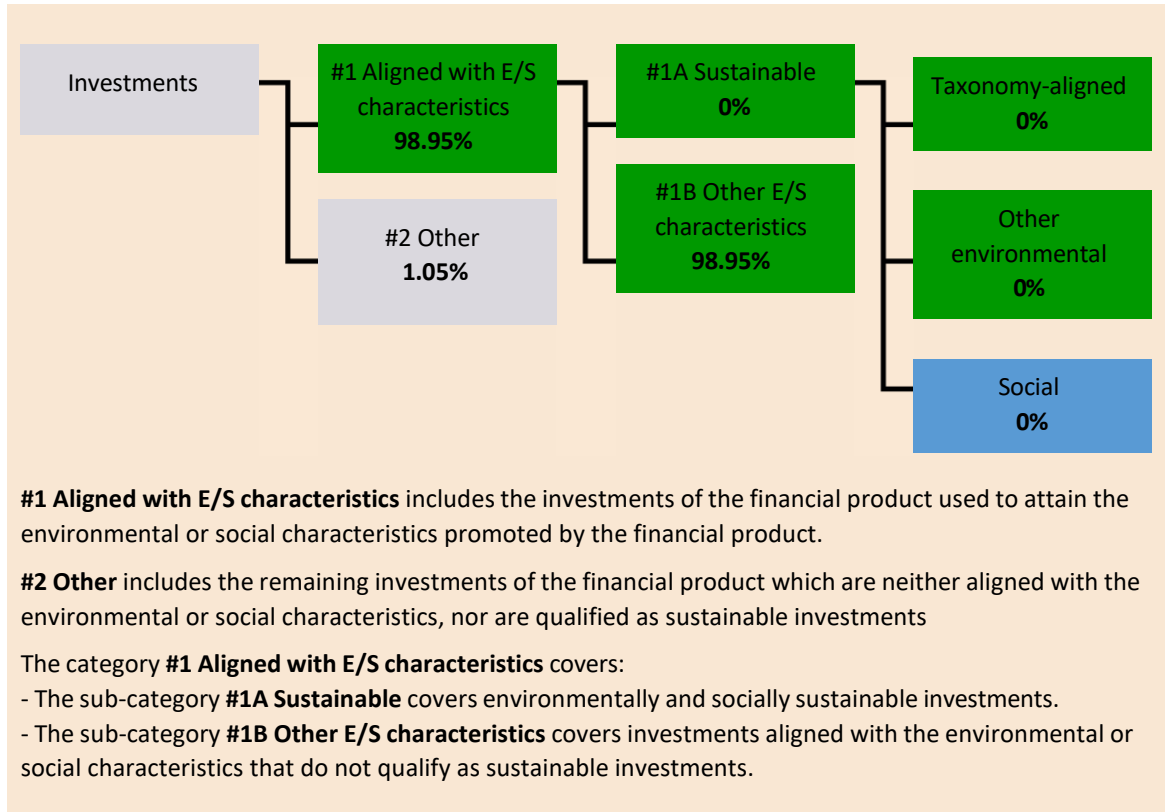 Investments
#1 Aligned with E/S
characteristics
98.95%
#2 Other
1.05%
#1A Sustainable
0%
#1B Other E/S
characteristics
98.95%
Taxonomy-aligned
0%
Other
environmental
0%
Social
0%
#1 Aligned with E/S characteristics includes the investments of the financial product used to attain the
environmental or social characteristics promoted by the financial product.
#2 Other includes the remaining investments of the financial product which are neither aligned with the
environmental or social characteristics, nor are qualified as sustainable investments
The category #1 Aligned with E/S characteristics covers:
- The sub-category #1A Sustainable covers environmentally and socially sustainable investments.
- The sub-category #1B Other E/S characteristics covers investments aligned with the environmental or
social characteristics that do not qualify as sustainable investments.